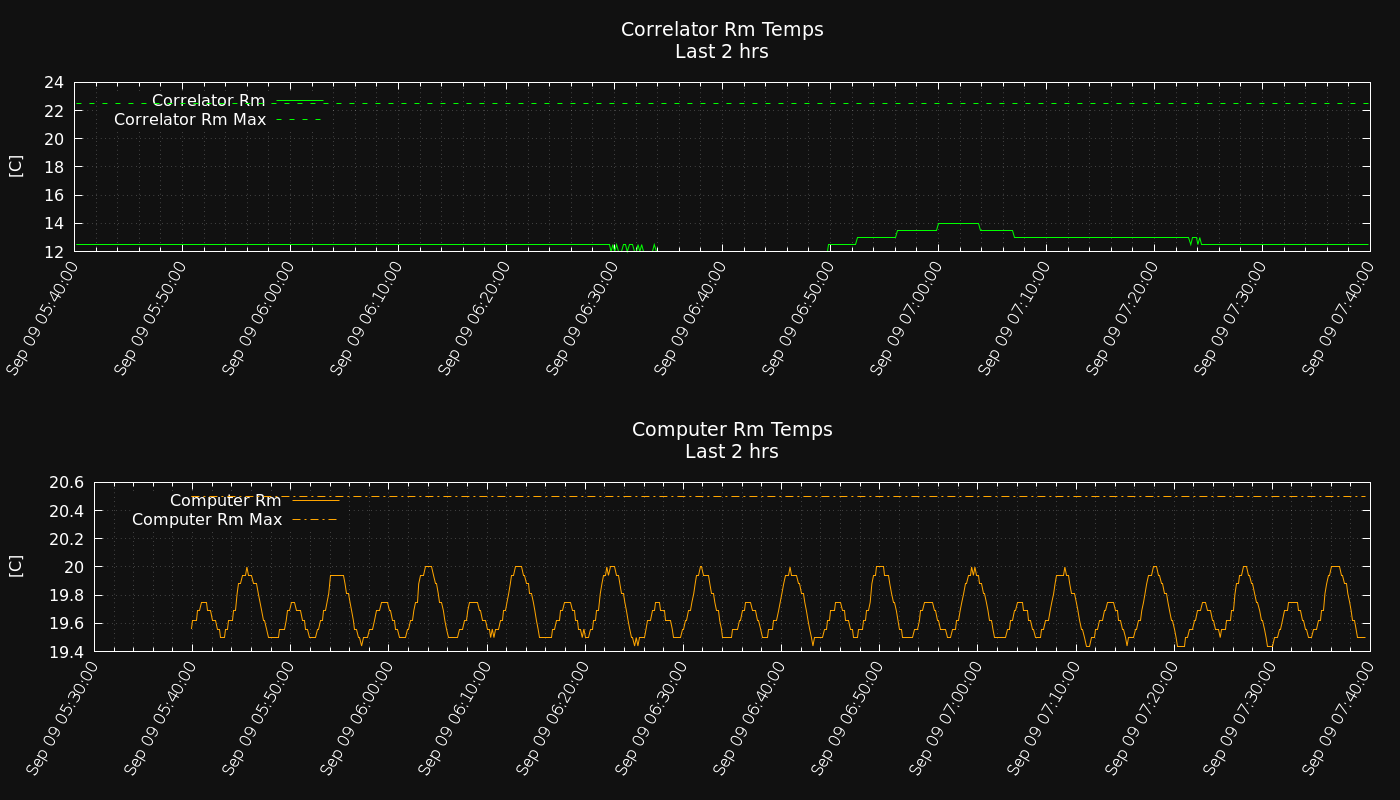 Correlator Rm Temps
Last 2 hrs
24
22
20
18
16
14
12
[C]
Correlator Rm
Correlator Rm Max
Sep 09 05:40:00
Sep 09 05:50:00
Sep 09 06:00:00
Sep 09 06:10:00
Sep 09 06:20:00
Sep 09 06:30:00
Sep 09 06:40:00
Sep 09 06:50:00
Sep 09 07:00:00
Sep 09 07:10:00
Sep 09 07:20:00
Sep 09 07:30:00
Sep 09 07:40:00
Computer Rm Temps
Last 2 hrs
20.6
20.4
20.2
20
19.8
19.6
19.4
[C]
Computer Rm
Computer Rm Max
Sep 09 05:30:00
Sep 09 05:40:00
Sep 09 05:50:00
Sep 09 06:00:00
Sep 09 06:10:00
Sep 09 06:20:00
Sep 09 06:30:00
Sep 09 06:40:00
Sep 09 06:50:00
Sep 09 07:00:00
Sep 09 07:10:00
Sep 09 07:20:00
Sep 09 07:30:00
Sep 09 07:40:00